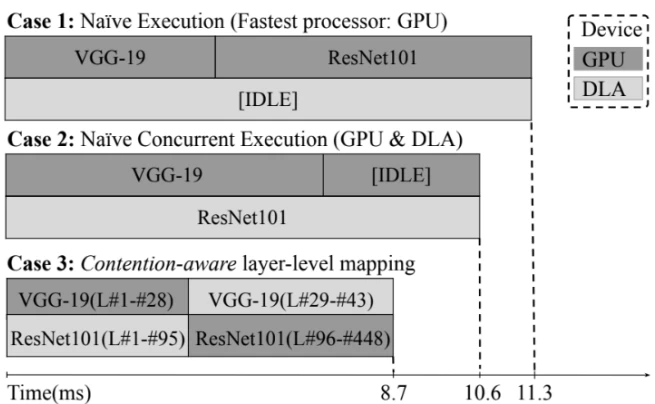 Case 1: Naïve Execution (Fastest processor: GPU)
VGG-19 ResNet101
[IDLE]
Device
GPU
DLA
Case 2: Naïve Concurrent Execution (GPU & DLA)
VGG-19 [IDLE]
ResNet101
Case 3: Contention-aware layer-level mapping
VGG-19(L#1-#28) VGG-19(L#29-#43)
ResNet101(L#1-#95) ResNet101(L#96-#448)
Time(ms) 8.7 10.6 11.3